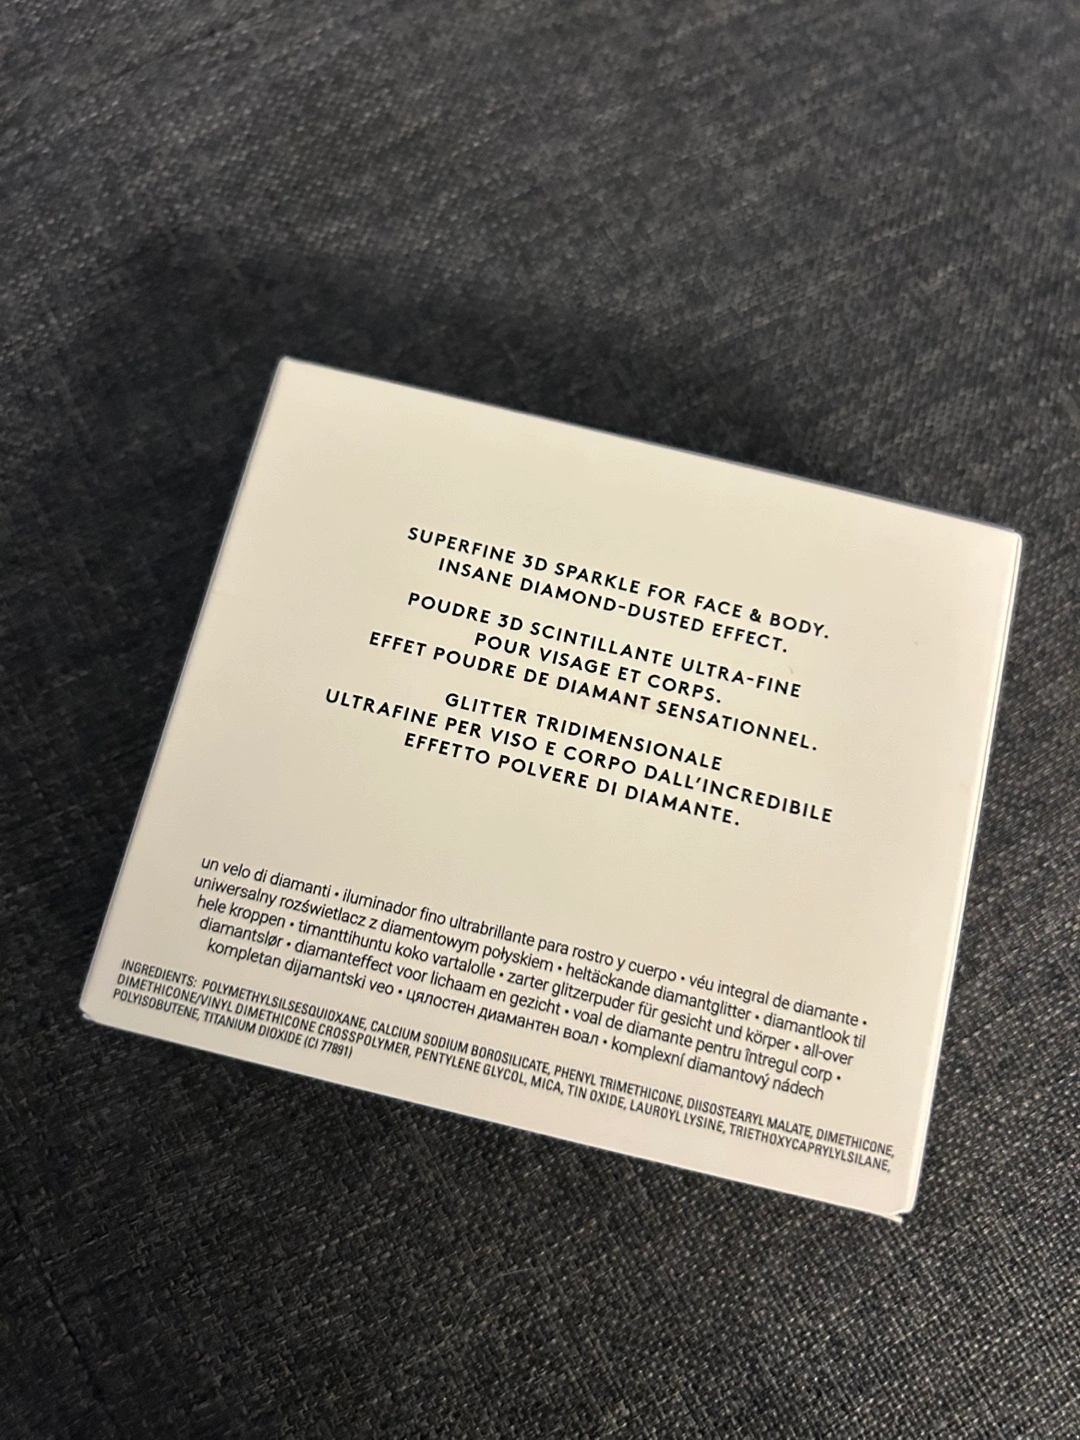 SUPERFINE 3D SPARKLE FOR FACE & BODY.
INSANE DIAMOND-DUSTED EFFECT.
POUDRE 3D SCINTILLANTE ULTRA-FINE
POUR VISAGE ET CORPS.
EFFET POUDRE DE DIAMANT SENSATIONNEL.
GLITTER TRIDIMENSIONALE
ULTRAFINE PER VISO E CORPO DALL'INCREDIBILE
EFFETTO POLVERE DI DIAMANTE.
un velo di diamanti • iluminador fino ultrabrillante para rostro y cuerpo • véu integral de diamante •
uniwersalny rozświetlacz z diamentowym połyskiem • heltäckande diamantglitter • diamantlook til
hele kroppen • timanttihuntu koko vartalolle • zarter glitzerpuder für gesicht und körper • all-over
diamantslør • diamanteffect voor lichaam en gezicht • voal de diamante pentru întregul corp •
kompletan dijamantski veo • цялостен диамантен воал • komplexní diamantový nádech
INGREDIENTS: POLYMETHYLSILSESQUIOXANE, CALCIUM SODIUM BOROSILICATE, PHENYL TRIMETHICONE, DIISOSTEARYL MALATE, DIMETHICONE,
DIMETHICONE/VINYL DIMETHICONE CROSSPOLYMER, PENTYLENE GLYCOL, MICA, TIN OXIDE, LAUROYL LYSINE, TRIETHOXYCAPRYLYLSILANE,
POLYISOBUTENE, TITANIUM DIOXIDE (CI 77891)